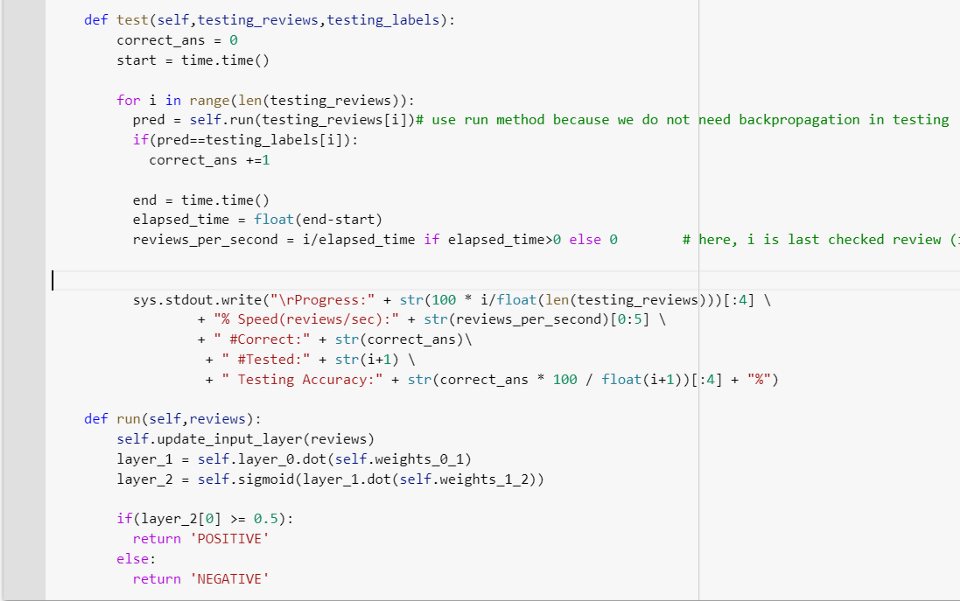 def test(self,testing_reviews,testing_labels):
correct_ans = 0
start = time.time()
for i in range(len(testing_reviews)):
pred = self.run(testing_reviews[i])# use run method because we do not need backpropagation in testing
if(pred==testing_labels[i]):
correct_ans +=1
end = time.time()
elapsed_time = float(end-start)
reviews_per_second = i/elapsed_time if elapsed_time>0 else 0 # here, i is last checked review (
sys.stdout.write("\rProgress:" + str(100 * i/float(len(testing_reviews)))[:4] \
+ "% Speed(reviews/sec):" + str(reviews_per_second)[0:5] \
+ " #Correct:" + str(correct_ans)\
+ " #Tested:" + str(i+1) \
+ " Testing Accuracy:" + str(correct_ans * 100 / float(i+1))[:4] + "%")
def run(self,reviews):
self.update_input_layer(reviews)
layer_1 = self.layer_0.dot(self.weights_0_1)
layer_2 = self.sigmoid(layer_1.dot(self.weights_1_2))
if(layer_2[0] >= 0.5):
return 'POSITIVE'
else:
return 'NEGATIVE'